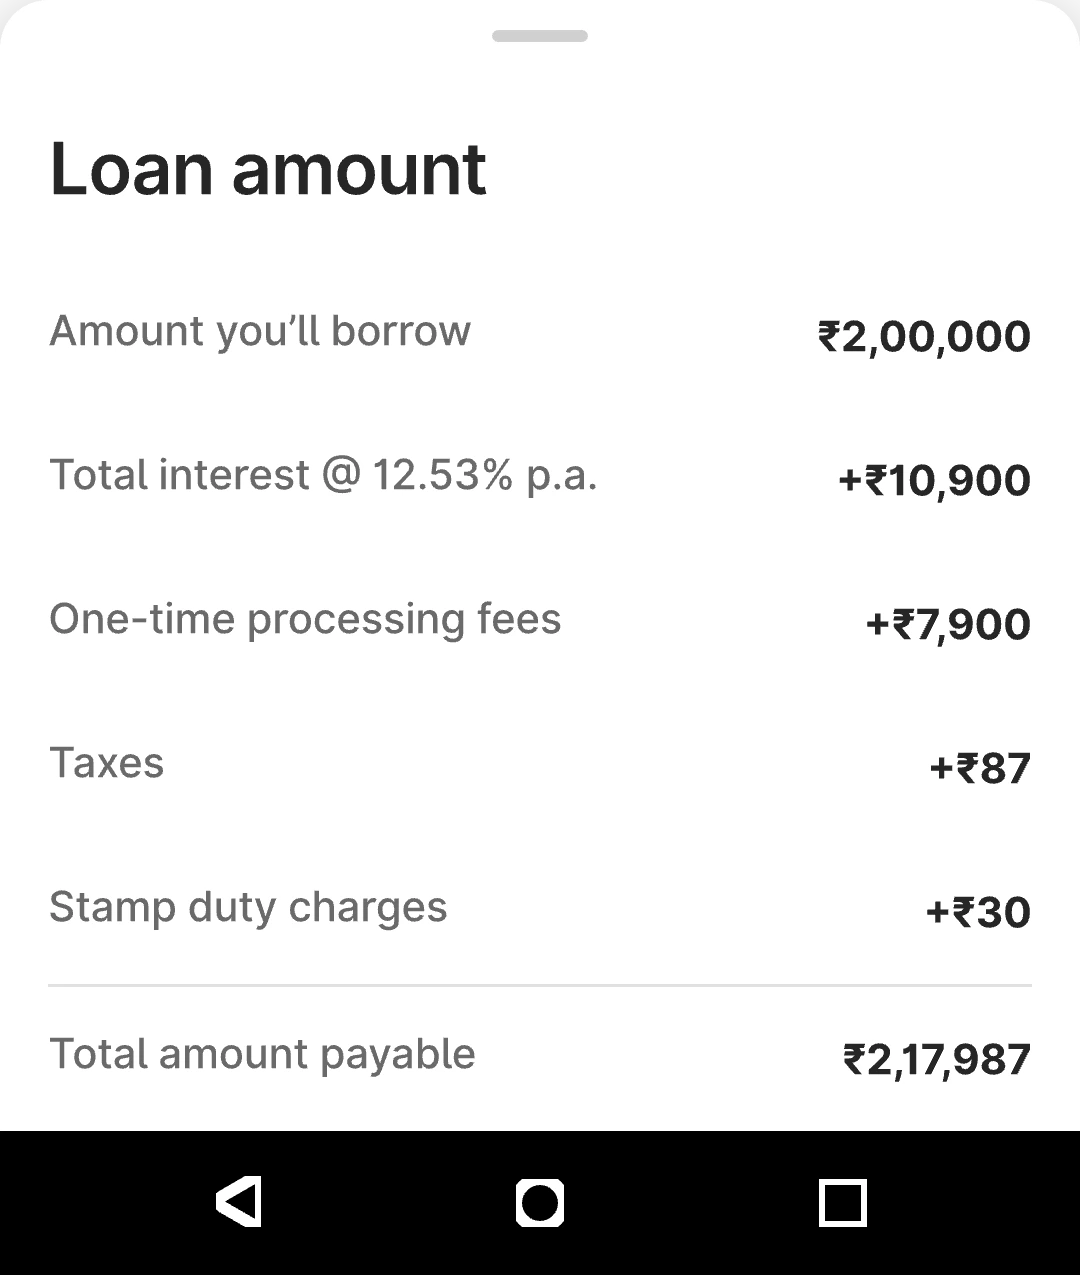 Loan amount
Amount you’ll borrow ₹2,00,000
Total interest @ 12.53% p.a. +₹10,900
One-time processing fees +₹7,900
Taxes +₹87
Stamp duty charges +₹30
Total amount payable ₹2,17,987